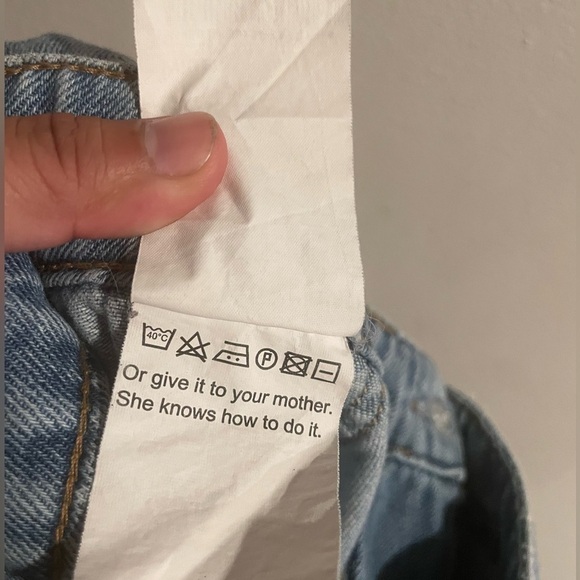 40°C P
Or give it to your mother.
She knows how to do it.